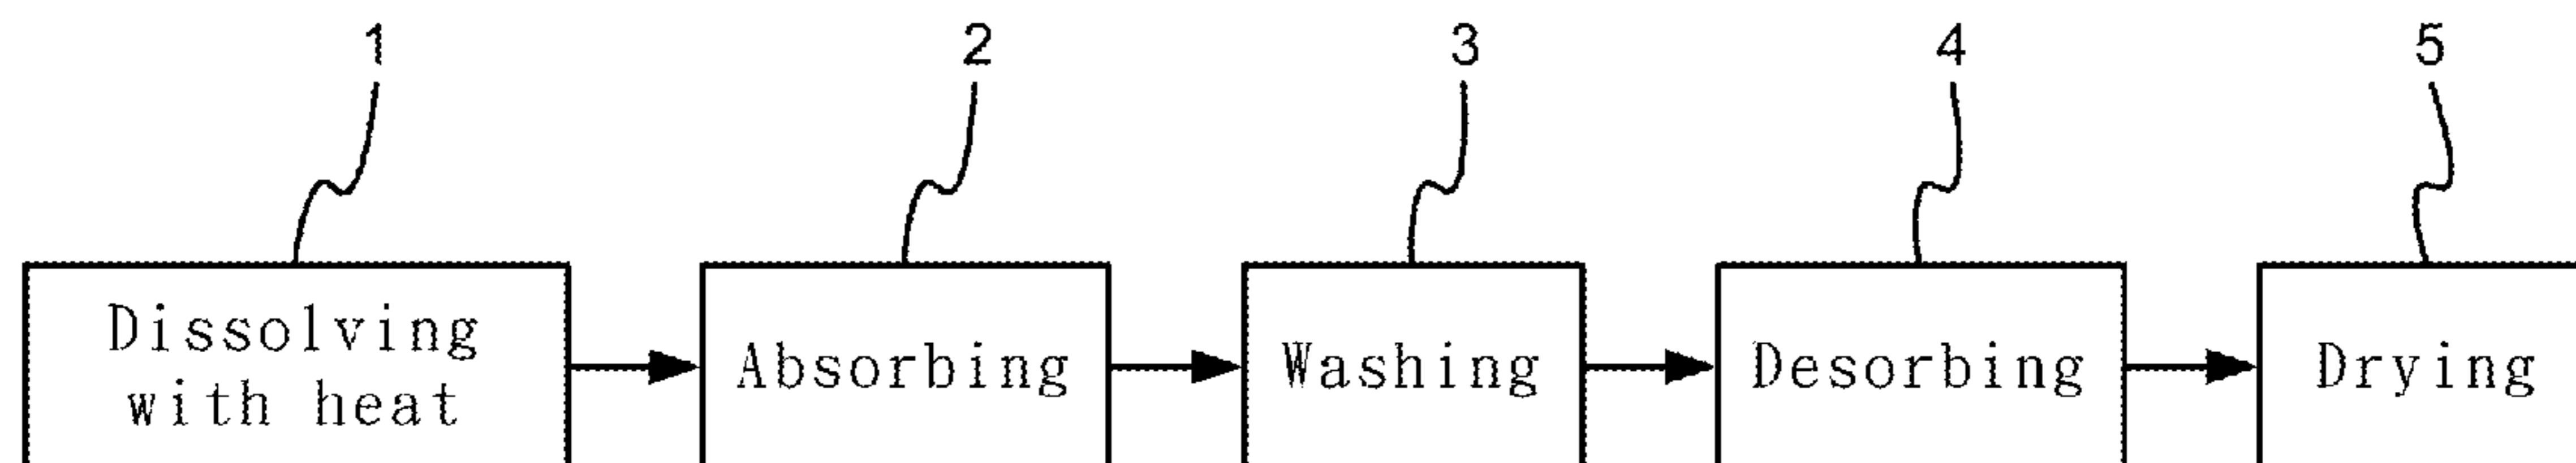 1 2 3 4 5
Dissolving
with heat
Absorbing
Washing
Desorbing
Drying